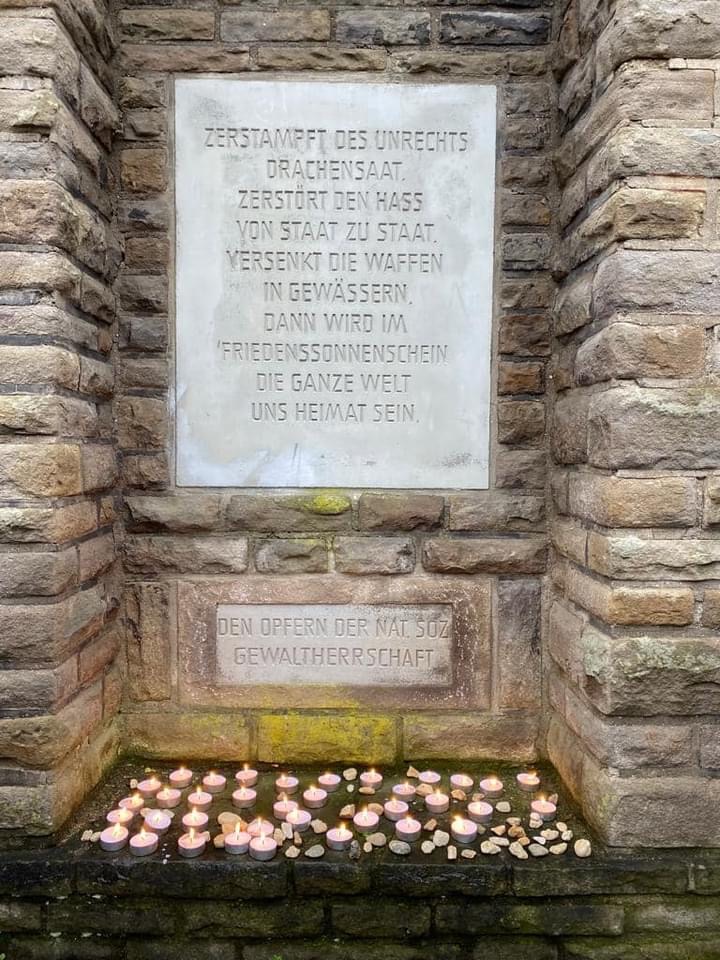 ZERSTAMPFT DES UNRECHTS
DRACHENSAAT.
ZERSTÖRT DEN HASS
VON STAAT ZU STAAT.
VERSENKT DIE WAFFEN
IN GEWÄSSERN,
DANN WIRD IM
FRIEDENSSONNENSCHEIN
DIE GANZE WELT
UNS HEIMAT SEIN.
DEN OPFERN DER NAT. SOZ
GEWALTHERRSCHAFT